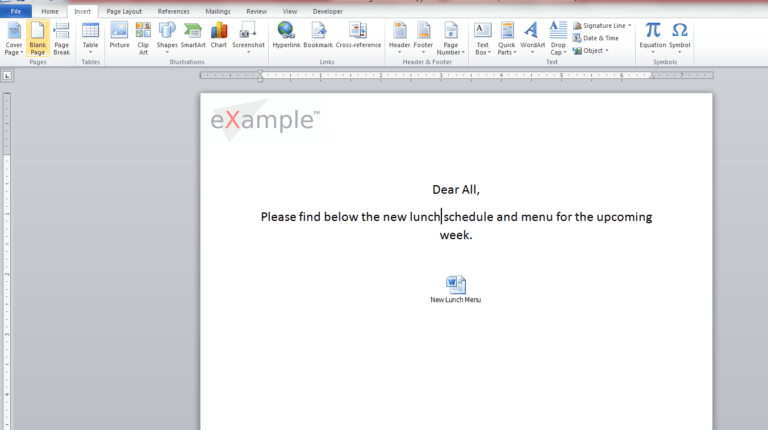 File Home Insert Page Layout References Mailings Review View Developer
Cover Page Blank Page Page Break Table Picture Clip Art Shapes SmartArt Chart Screenshot Hyperlink Bookmark Cross-reference Header Footer Page Number Text Box Quick Parts WordArt Drop Cap Signature Line Date & Time Object Equation Symbol
Pages Tables Illustrations Links Header & Footer Text Symbols
eXample™
Dear All,
Please find below the new lunch schedule and menu for the upcoming
week.
New Lunch Menu